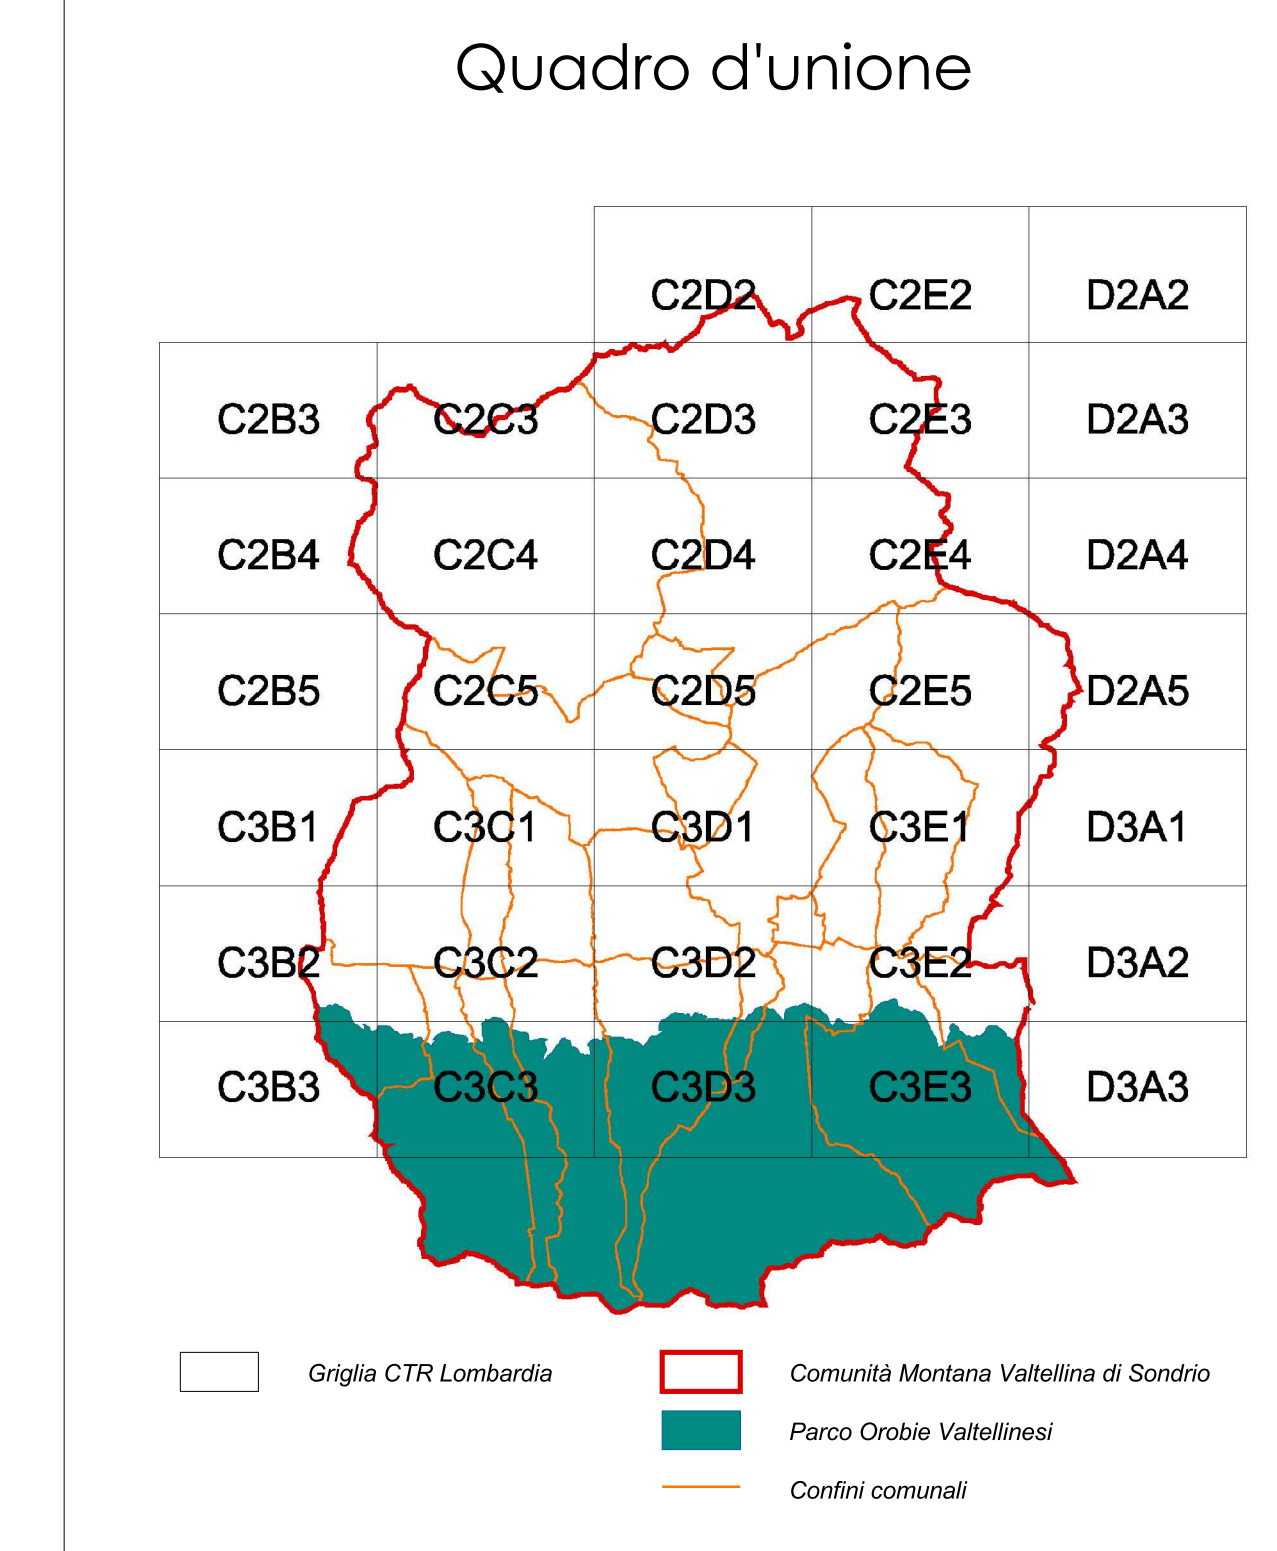 Quadro d'unione
C2D2 C2E2 D2A2
C2B3 C2C3 C2D3 C2E3 D2A3
C2B4 C2C4 C2D4 C2E4 D2A4
C2B5 C2C5 C2D5 C2E5 D2A5
C3B1 C3C1 C3D1 C3E1 D3A1
C3B2 C3C2 C3D2 C3E2 D3A2
C3B3 C3C3 C3D3 C3E3 D3A3
Griglia CTR Lombardia
Comunità Montana Valtellina di Sondrio
Parco Orobie Valtellinesi
Confini comunali